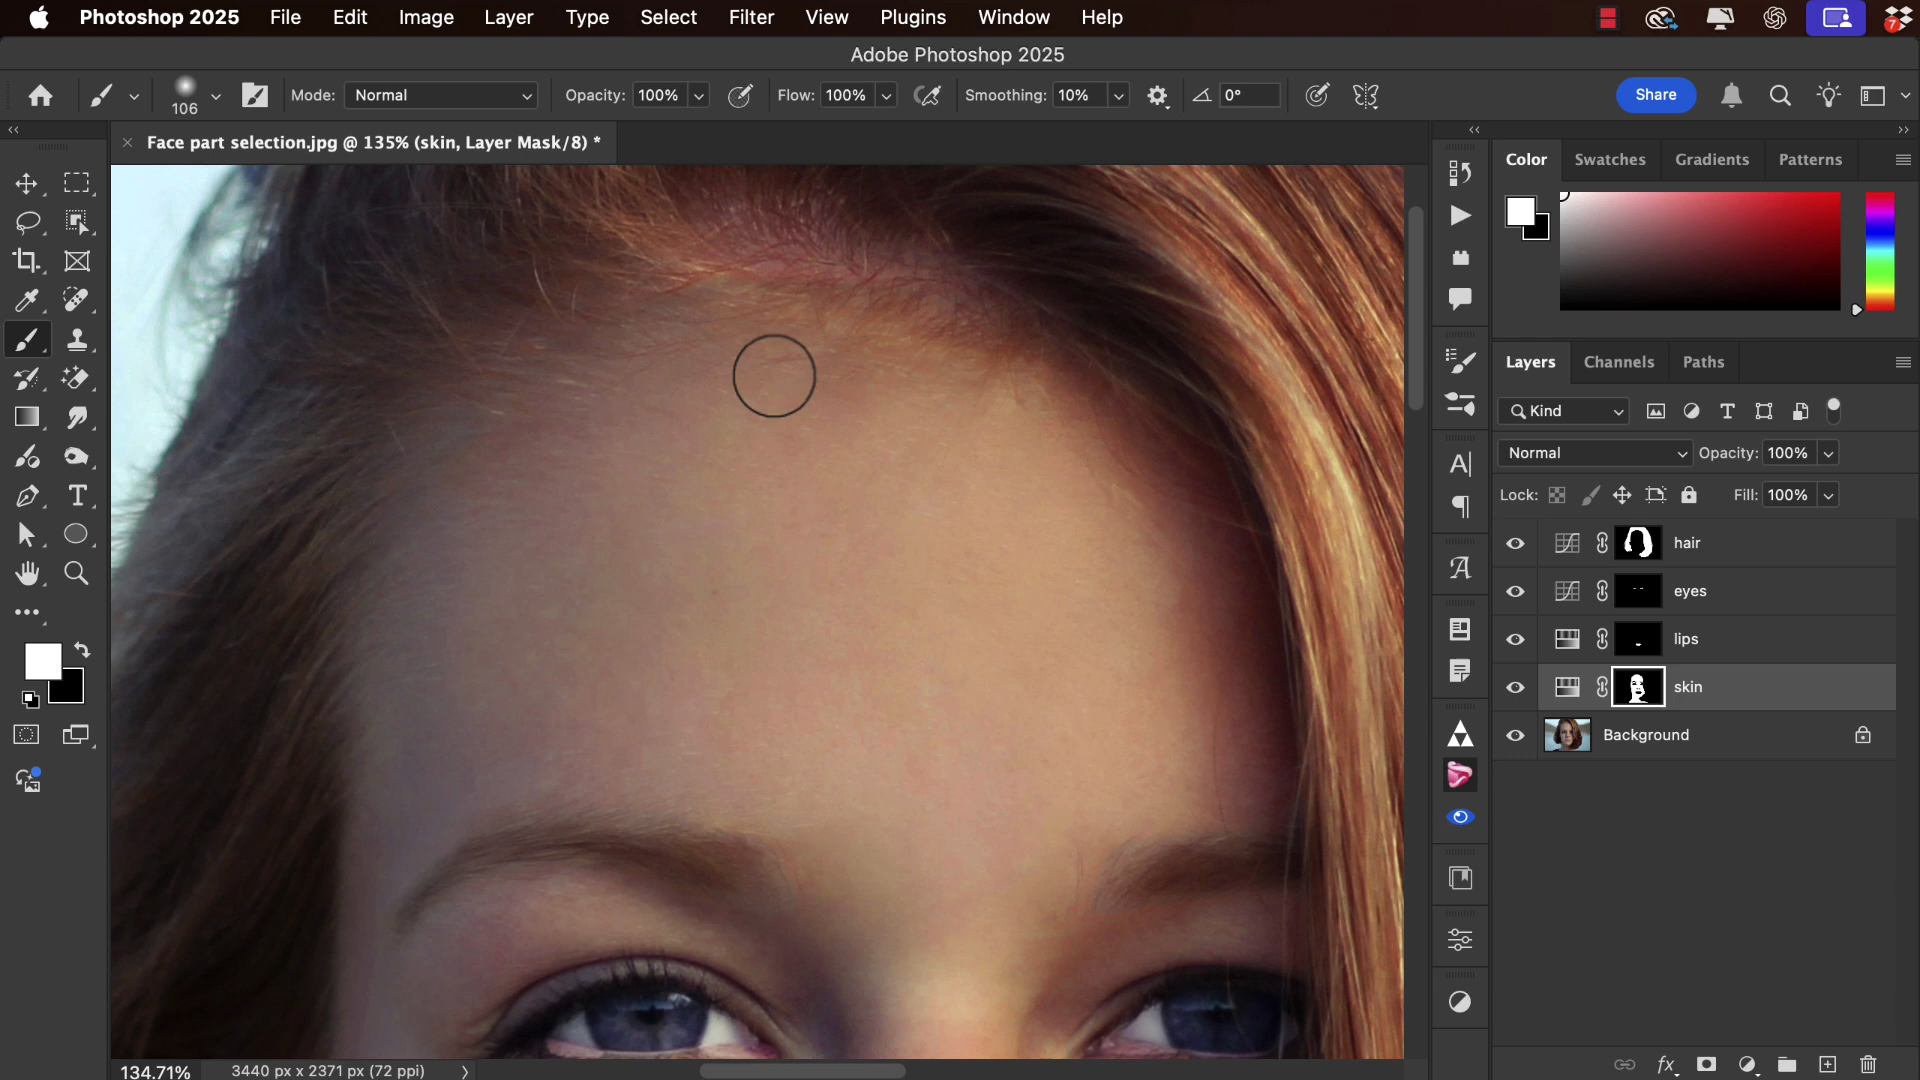 Photoshop 2025 File Edit Image Layer Type Select Filter View Plugins Window Help 7
Adobe Photoshop 2025
106 Mode: Normal Opacity: 100% Flow: 100% Smoothing: 10% 0° Share
× Face part selection.jpg @ 135% (skin, Layer Mask/8) *
Color Swatches Gradients Patterns
Layers Channels Paths
Kind
Normal Opacity: 100%
Lock: Fill: 100%
hair
eyes
lips
skin
Background
fx
134.71% 3440 px x 2371 px (72 ppi)